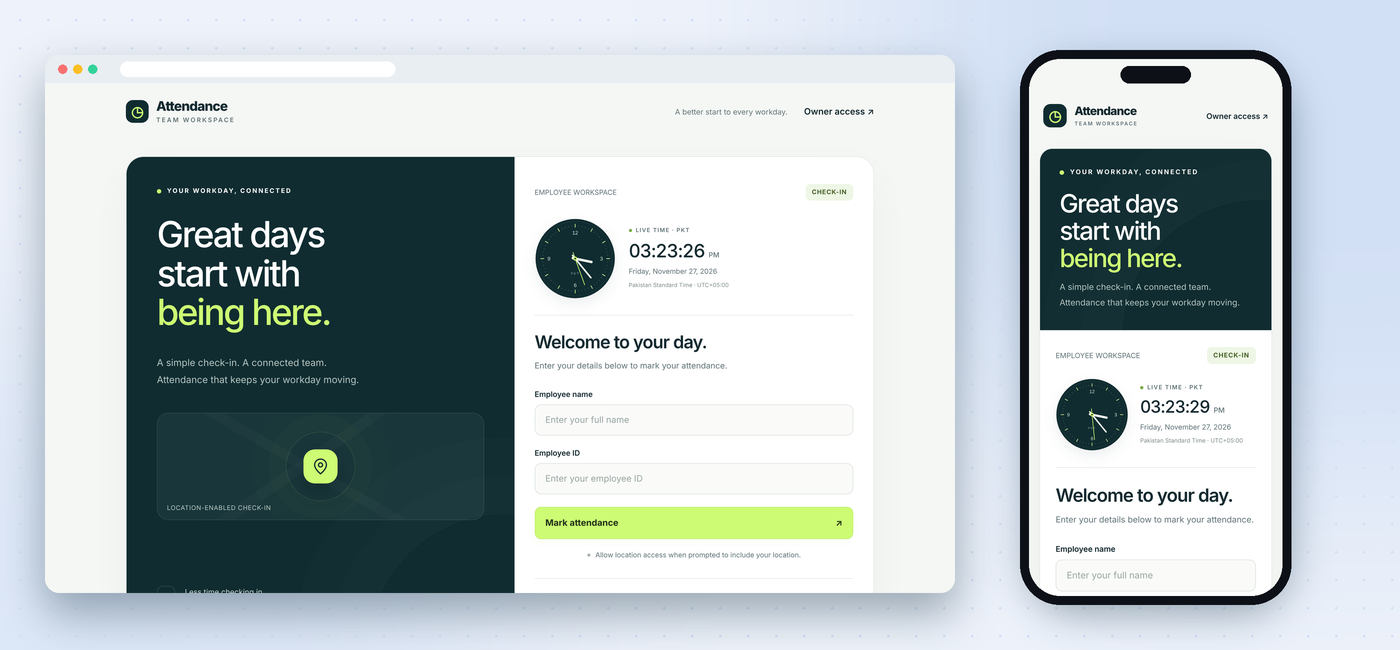 Attendance
TEAM WORKSPACE
A better start to every workday.
Owner access ↗
YOUR WORKDAY, CONNECTED
Great days
start with
being here.
A simple check-in. A connected team.
Attendance that keeps your workday moving.
LOCATION-ENABLED CHECK-IN
Less time checking in
EMPLOYEE WORKSPACE
CHECK-IN
12
3
6
9
LIVE TIME · PKT
03:23:26 PM
Friday, November 27, 2026
Pakistan Standard Time · UTC+05:00
Welcome to your day.
Enter your details below to mark your attendance.
Employee name
Enter your full name
Employee ID
Enter your employee ID
Mark attendance ↗
Allow location access when prompted to include your location.
Attendance
TEAM WORKSPACE
Owner access ↗
YOUR WORKDAY, CONNECTED
Great days
start with
being here.
A simple check-in. A connected team.
Attendance that keeps your workday moving.
EMPLOYEE WORKSPACE
CHECK-IN
12
3
6
9
LIVE TIME · PKT
03:23:29 PM
Friday, November 27, 2026
Pakistan Standard Time · UTC+05:00
Welcome to your day.
Enter your details below to mark your attendance.
Employee name
Enter your full name